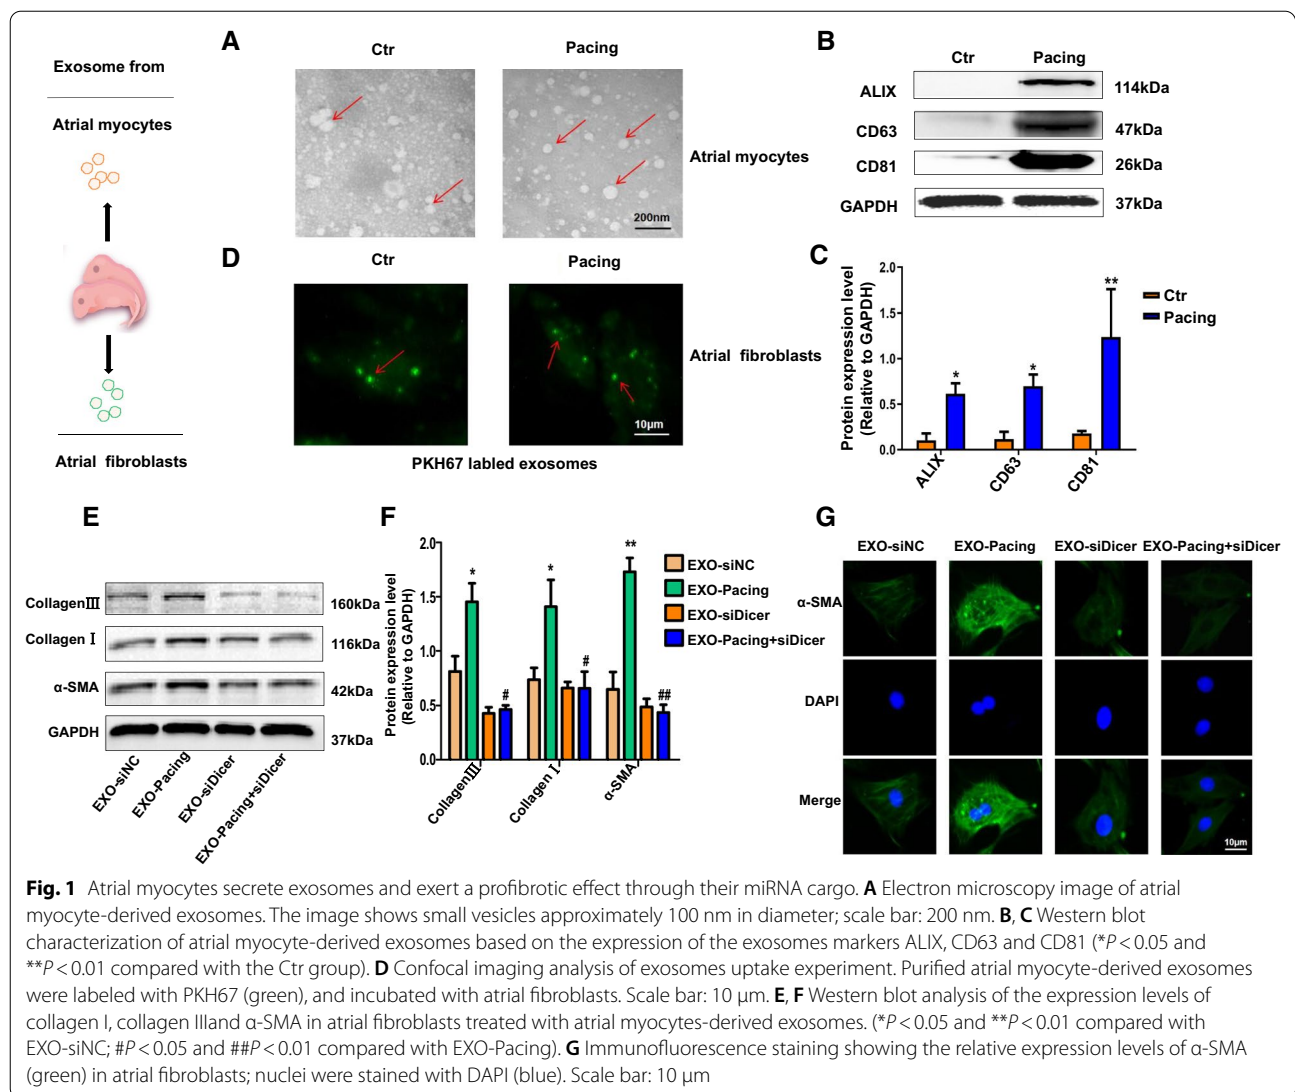 Exosome from
Atrial myocytes
Atrial fibroblasts
A
Ctr
Pacing
Atrial myocytes
200nm
B
Ctr
Pacing
ALIX
114kDa
CD63
47kDa
CD81
26kDa
GAPDH
37kDa
D
Ctr
Pacing
Atrial fibroblasts
10μm
PKH67 labled exosomes
C
Protein expression level
(Relative to GAPDH)
2.0
1.5
1.0
0.5
0.0
*
*
**
ALIX
CD63
CD81
Ctr
Pacing
E
CollagenⅢ
160kDa
Collagen Ⅰ
116kDa
α-SMA
42kDa
GAPDH
37kDa
EXO-siNC
EXO-Pacing
EXO-siDicer
EXO-Pacing+siDicer
F
Protein expression level
(Relative to GAPDH)
2.0
1.5
1.0
0.5
0.0
*
#
*
#
**
##
CollagenⅢ
Collagen Ⅰ
α-SMA
EXO-siNC
EXO-Pacing
EXO-siDicer
EXO-Pacing+siDicer
G
EXO-siNC EXO-Pacing EXO-siDicer EXO-Pacing+siDicer
α-SMA
DAPI
Merge
10μm
Fig. 1 Atrial myocytes secrete exosomes and exert a profibrotic effect through their miRNA cargo. A Electron microscopy image of atrial
myocyte-derived exosomes. The image shows small vesicles approximately 100 nm in diameter; scale bar: 200 nm. B, C Western blot
characterization of atrial myocyte-derived exosomes based on the expression of the exosomes markers ALIX, CD63 and CD81 (*P < 0.05 and
**P < 0.01 compared with the Ctr group). D Confocal imaging analysis of exosomes uptake experiment. Purified atrial myocyte-derived exosomes
were labeled with PKH67 (green), and incubated with atrial fibroblasts. Scale bar: 10 μm. E, F Western blot analysis of the expression levels of
collagen I, collagen IIIand α-SMA in atrial fibroblasts treated with atrial myocytes-derived exosomes. (*P < 0.05 and **P < 0.01 compared with
EXO-siNC; #P < 0.05 and ##P < 0.01 compared with EXO-Pacing). G Immunofluorescence staining showing the relative expression levels of α-SMA
(green) in atrial fibroblasts; nuclei were stained with DAPI (blue). Scale bar: 10 μm